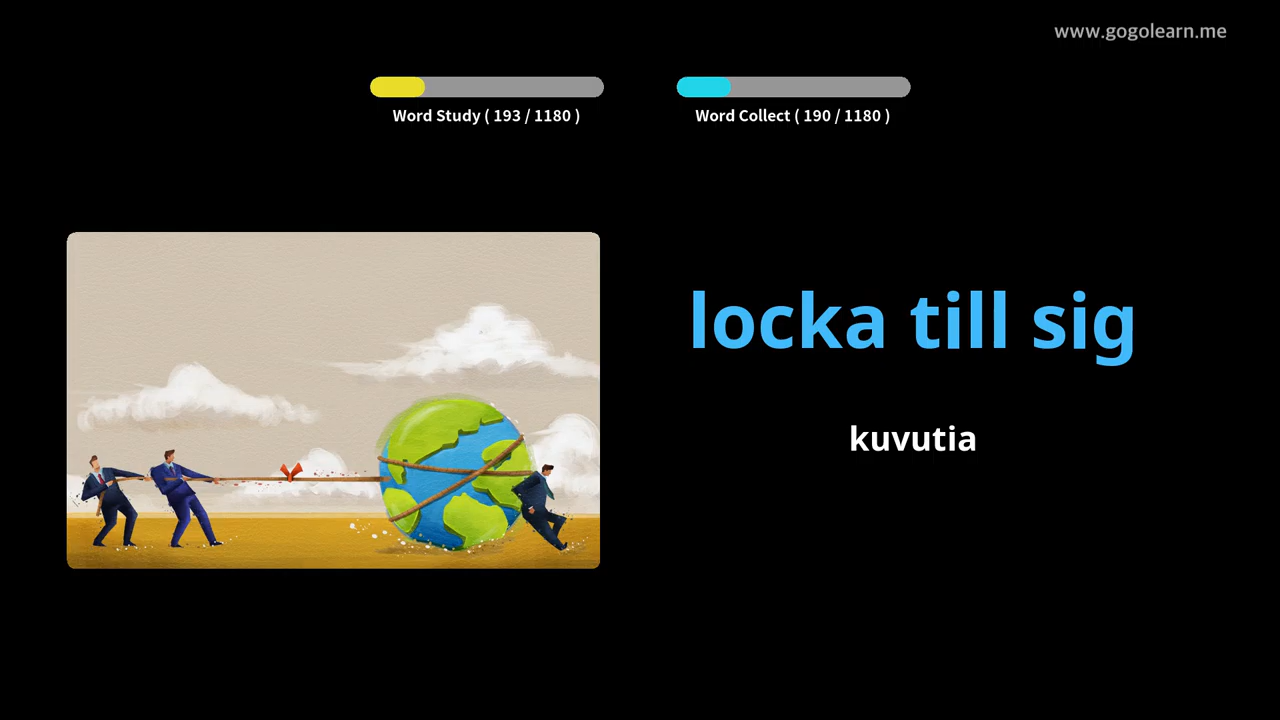 www.gogolearn.me
Word Study ( 193 / 1180 )
Word Collect ( 190 / 1180 )
locka till sig
kuvutia